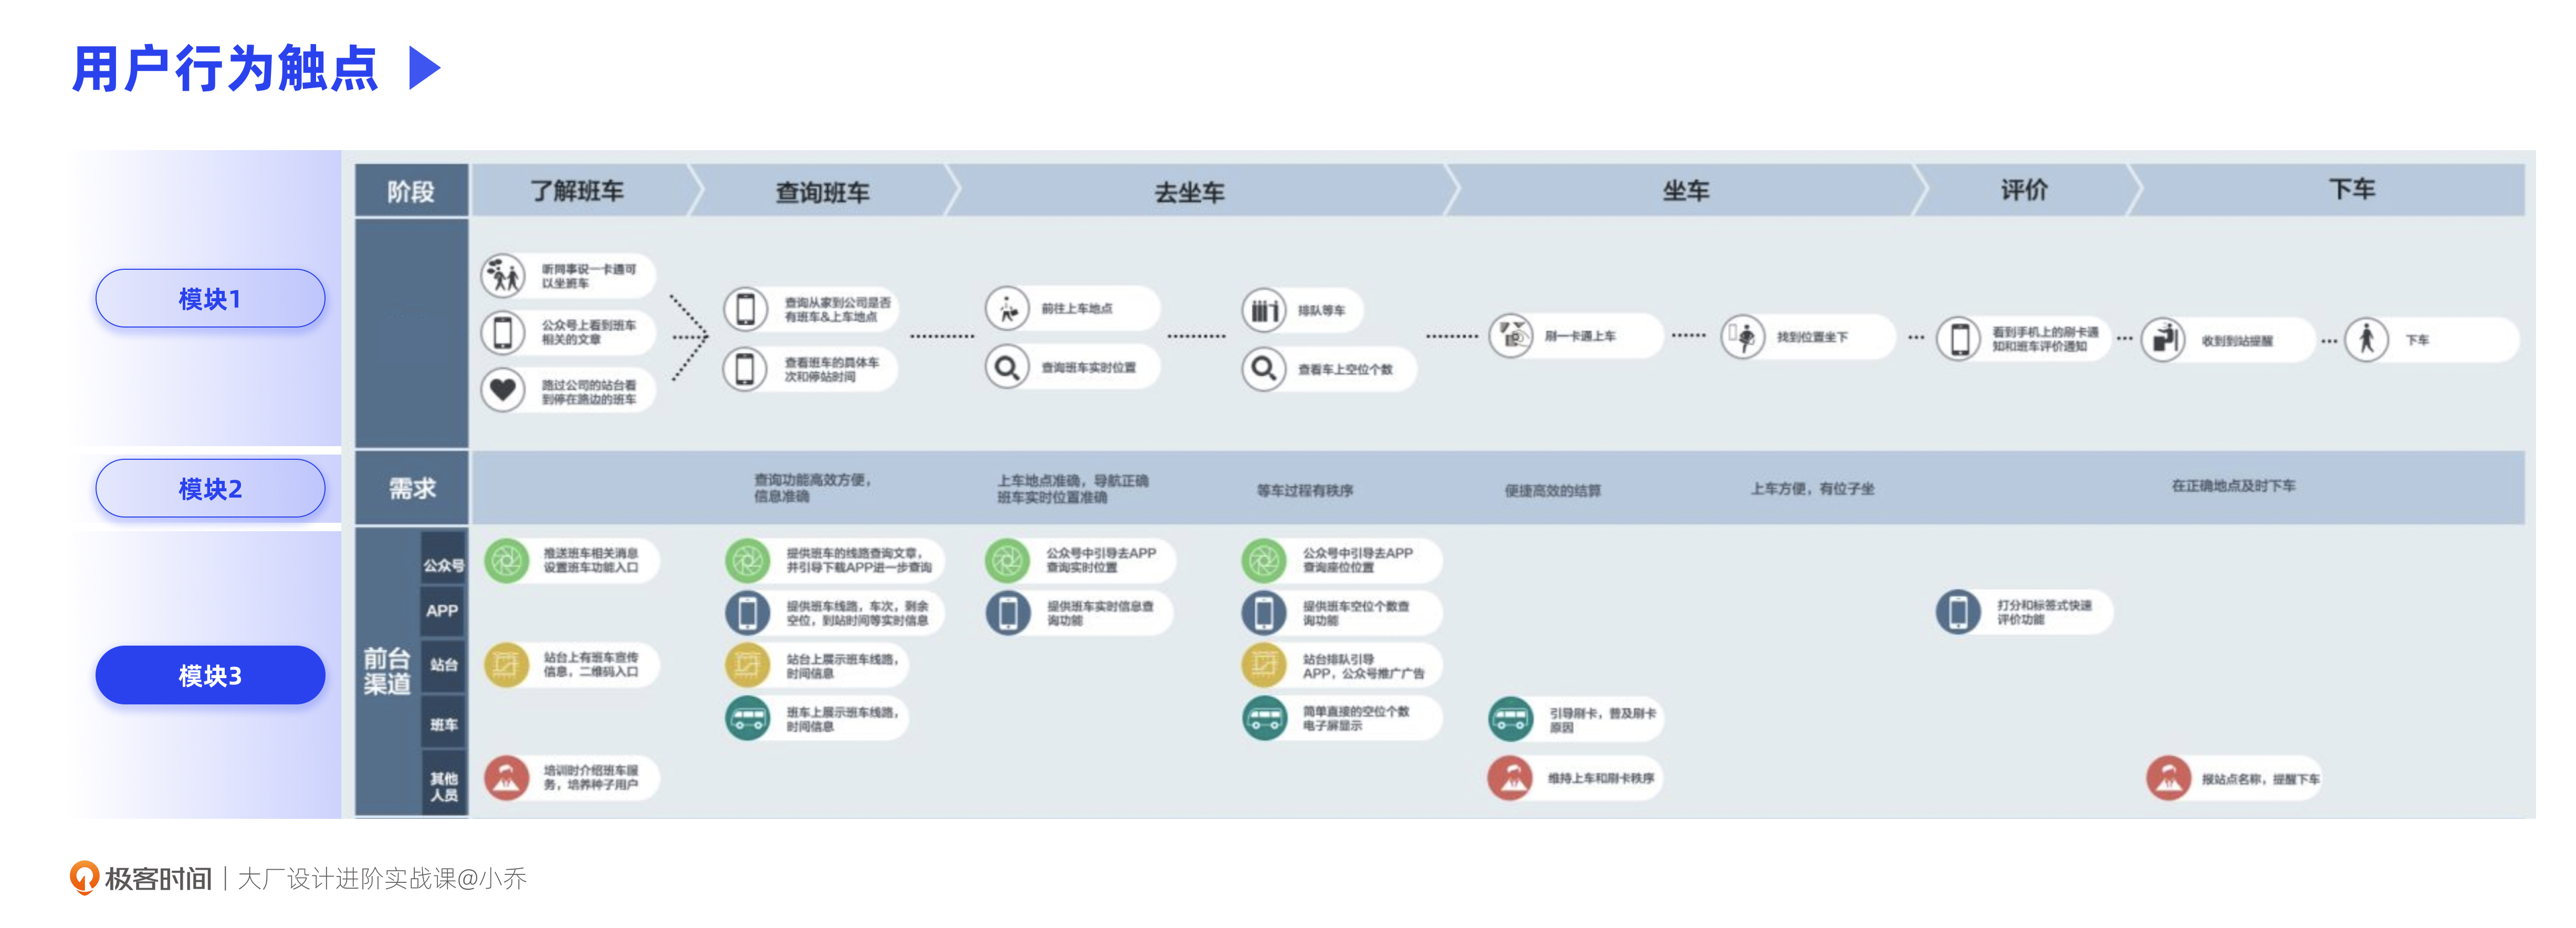 用户行为触点
模块1
模块2
模块3
阶段
了解班车
查询班车
去坐车
坐车
评价
下车
听同事说一卡通可
以坐班车
公众号上看到班车
相关的文章
路过公司的站台看
到停在路边的班车
查询从家到公司是否
有班车&上车地点
查看班车的具体车
次和停站时间
前往上车地点
查询班车实时位置
排队等车
查看车上空位个数
刷一卡通上车
找到位置坐下
看到手机上的刷卡通
知和班车评价通知
收到到站提醒
下车
需求
查询功能高效方便，
信息准确
上车地点准确，导航正确
班车实时位置准确
等车过程有秩序
便捷高效的结算
上车方便，有位子坐
在正确地点及时下车
前台
渠道
公众号
推送班车相关消息
设置班车功能入口
提供班车的线路查询文章，
并引导下载APP进一步查询
公众号中引导去APP
查询实时位置
公众号中引导去APP
查询座位位置
APP
提供班车线路，车次，剩余
空位，到站时间等实时信息
提供班车实时信息查
询功能
提供班车空位个数查
询功能
打分和标签式快速
评价功能
站台
站台上有班车宣传
信息，二维码入口
站台上展示班车线路，
时间信息
站台排队引导
APP，公众号推广广告
班车
班车上展示班车线路，
时间信息
简单直接的空位个数
电子屏显示
引导刷卡，普及刷卡
原因
其他
人员
培训时介绍班车服
务，培养种子用户
维持上车和刷卡秩序
报站点名称，提醒下车
极客时间 | 大厂设计进阶实战课@小乔